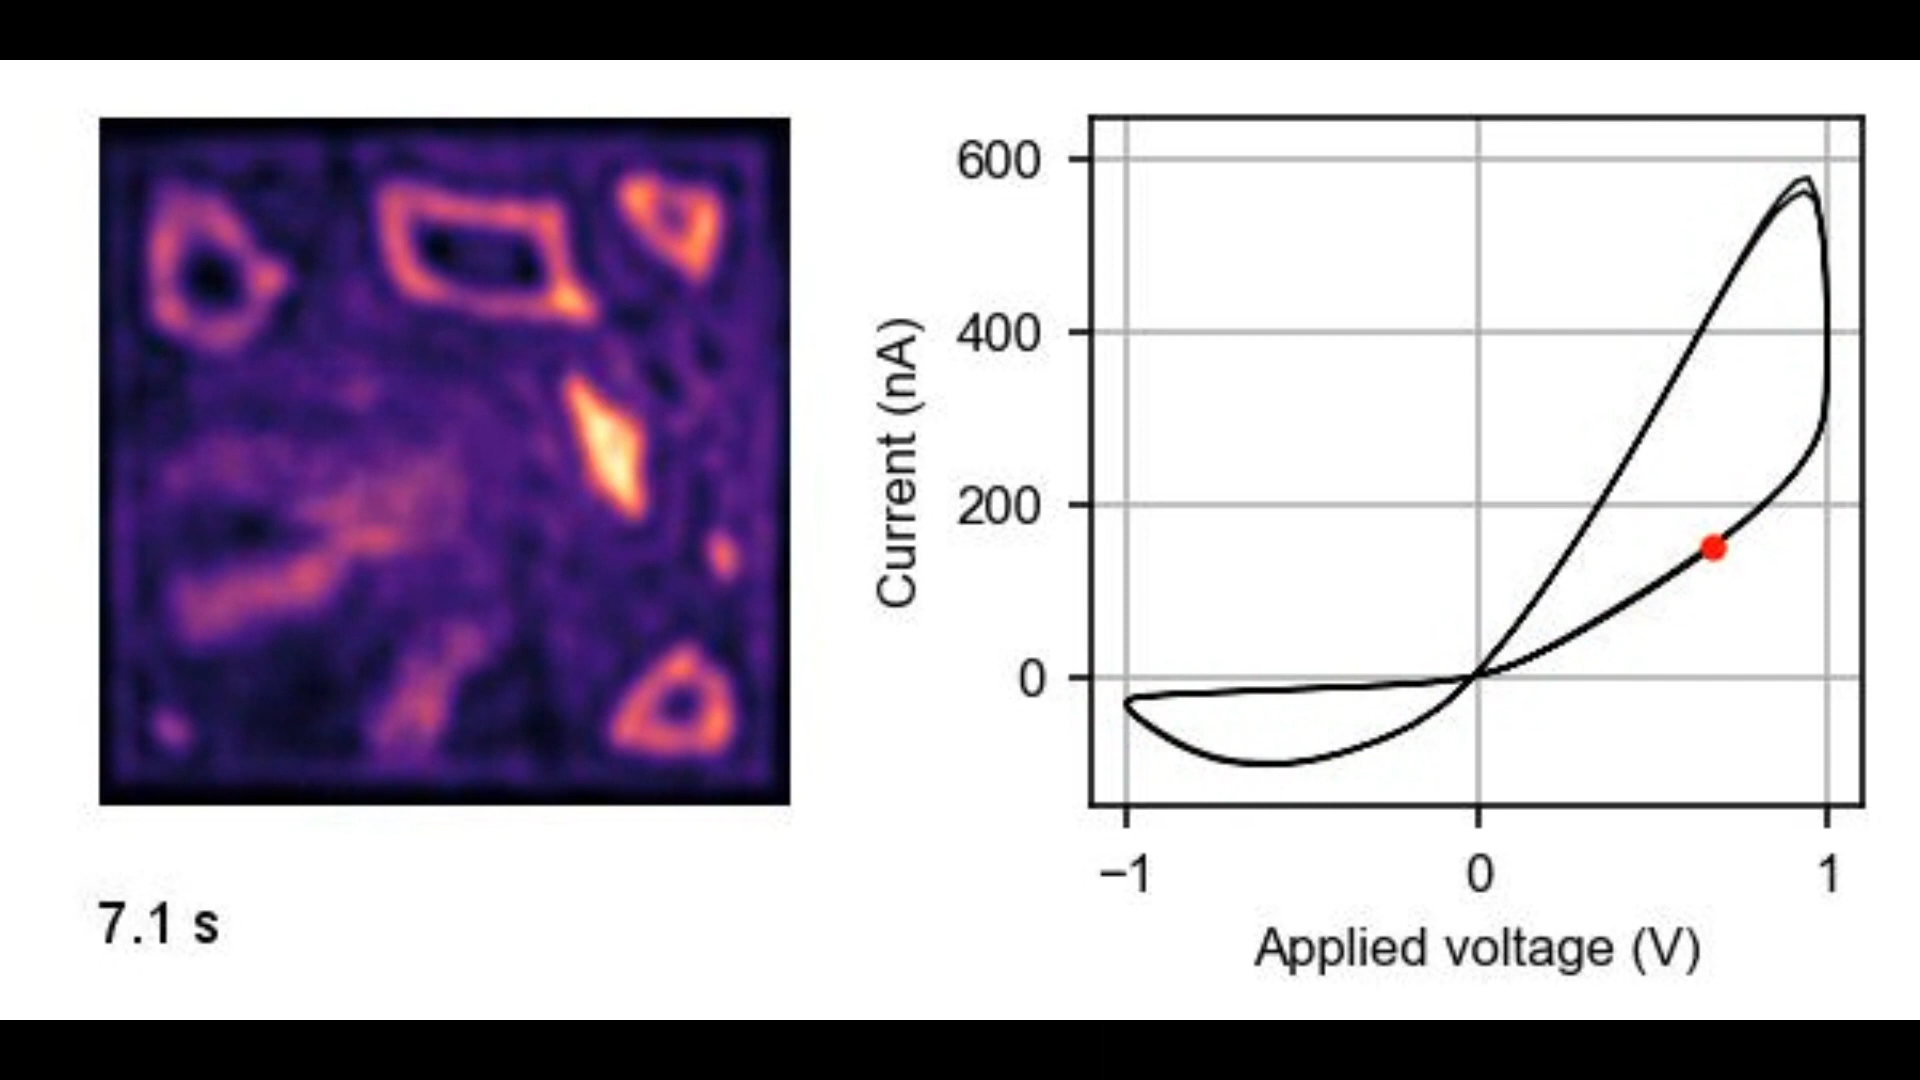 7.1 s
600
400
200
0
Current (nA)
−1 0 1
Applied voltage (V)